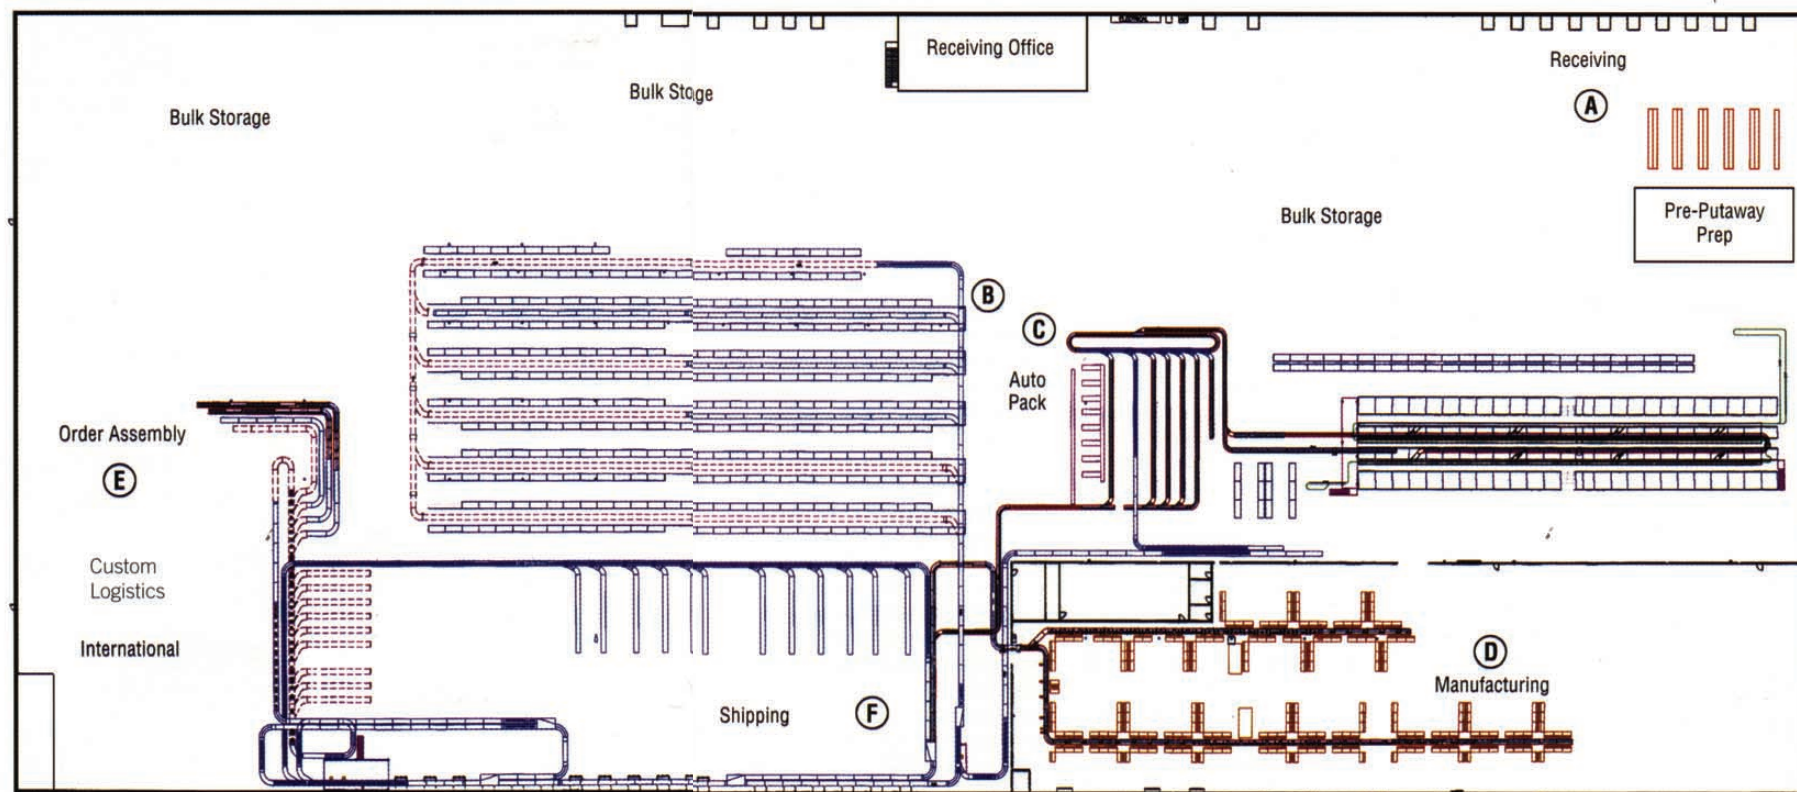 Receiving Office
Receiving
A
Bulk Storage
Bulk Storage
Pre-Putaway
Prep
Bulk Storage
B
C
Auto
Pack
Order Assembly
E
Custom
Logistics
International
D
Manufacturing
Shipping
F